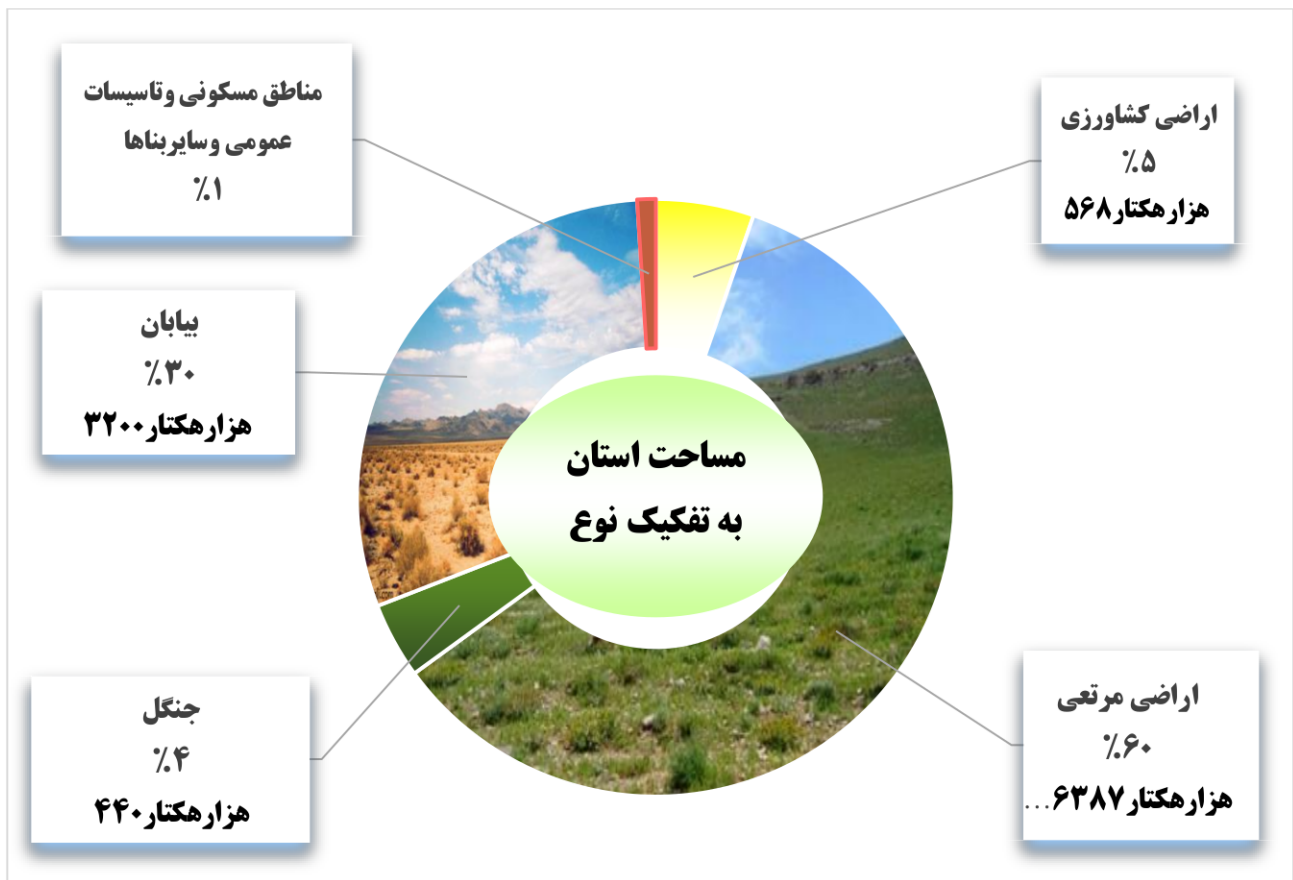 مناطق مسکونی وتاسیسات
عمومی وسایربناها
٪۱
اراضی کشاورزی
٪۵
هزارهکتار۵۶۸
بیابان
٪۳۰
هزارهکتار۳۲۰۰
مساحت استان
به تفکیک نوع
جنگل
٪۴
هزارهکتار۴۴۰
اراضی مرتعی
٪۶۰
هزارهکتار۶۳۸۷...